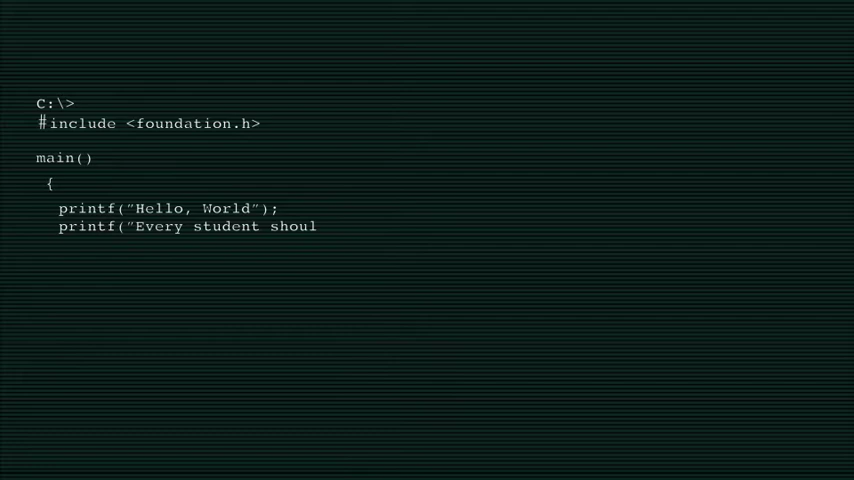 C:\>
#include <foundation.h>
main()
{
printf("Hello, World");
printf("Every student shoul